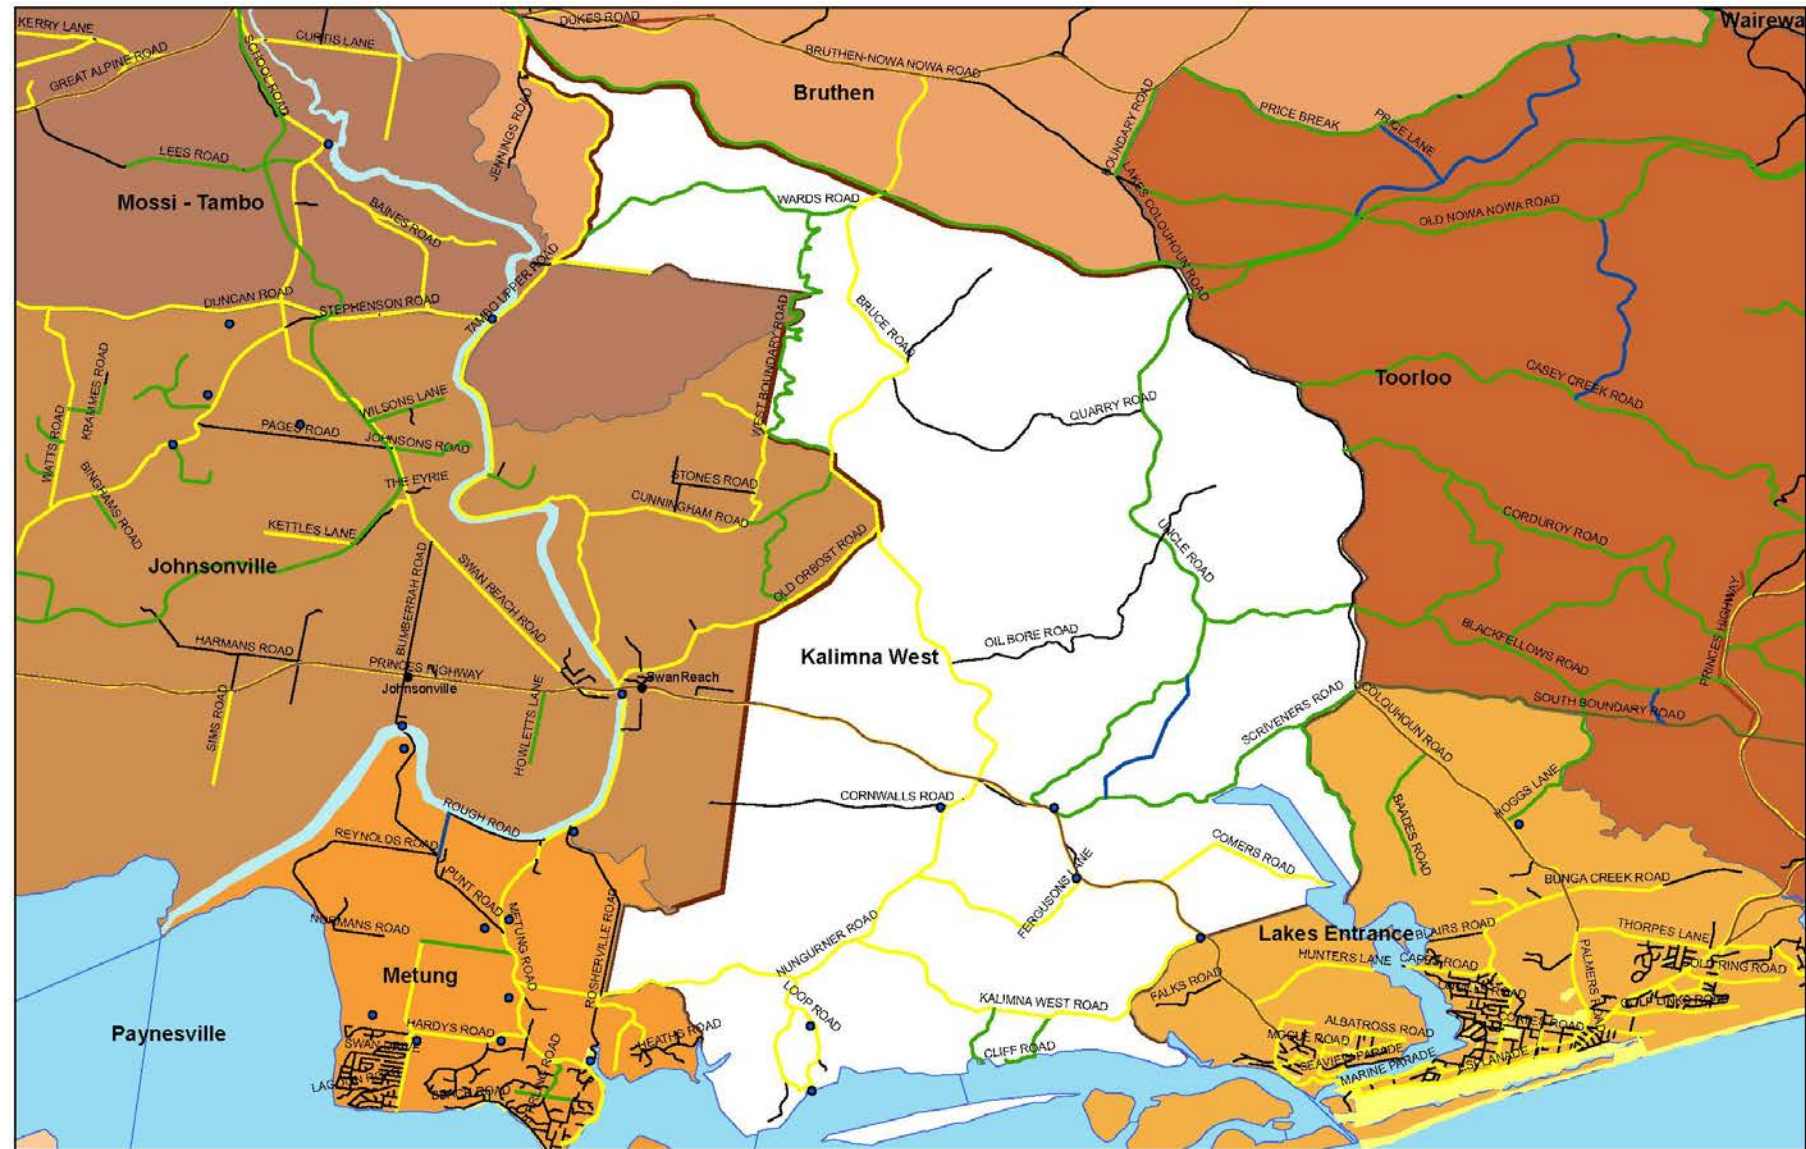 Wairewa
KERRY LANE
DUKES ROAD
CURTIS LANE
GREAT ALPINE ROAD
SCHOOL ROAD
BRUTHEN-NOWA NOWA ROAD
Bruthen
JENNINGS ROAD
BOUNDARY ROAD
PRICE BREAK
PRICE LANE
LEES ROAD
LAKES COLQUHOUN ROAD
Mossi - Tambo
WARDS ROAD
BAINES ROAD
OLD NOWA NOWA ROAD
DUNCAN ROAD
STEPHENSON ROAD
TAMBO UPPER ROAD
BRUCE ROAD
WEST BOUNDARY ROAD
KRAMMES ROAD
Toorloo
CASEY CREEK ROAD
WILSONS LANE
QUARRY ROAD
WATTS ROAD
PAGES ROAD
JOHNSONS ROAD
BINGHAMS ROAD
THE EYRIE
STONES ROAD
CUNNINGHAM ROAD
CORDUROY ROAD
KETTLES LANE
UNCLE ROAD
OLD ORBOST ROAD
Johnsonville
SWAN REACH ROAD
BUMBERRAH ROAD
PRINCES HIGHWAY
HARMANS ROAD
OIL BORE ROAD
BLACKFELLOWS ROAD
Kalimna West
PRINCES HIGHWAY
Johnsonville
Swan Reach
SIMS ROAD
HOWLETTS LANE
SCRIVENERS ROAD
COLQUHOUN ROAD
SOUTH BOUNDARY ROAD
CORNWALLS ROAD
HOGGS LANE
BAADES ROAD
ROUGH ROAD
REYNOLDS ROAD
COMERS ROAD
PUNT ROAD
FERGUSONS LANE
BUNGA CREEK ROAD
NORMANS ROAD
METUNG ROAD
ROSHERVILLE ROAD
NUNGURNER ROAD
Lakes Entrance
BLAIRS ROAD
THORPES LANE
Metung
HUNTERS LANE
CAPES ROAD
PALMERS ROAD
GOLD RING ROAD
FALKS ROAD
LOOP ROAD
KALIMNA WEST ROAD
GOLF LINKS ROAD
Paynesville
HARDYS ROAD
ALBATROSS ROAD
SWAN DRIVE
HEATHS ROAD
CLIFF ROAD
SEAVIEW PARADE
MARINE PARADE
ESPLANADE
BEACH ROAD